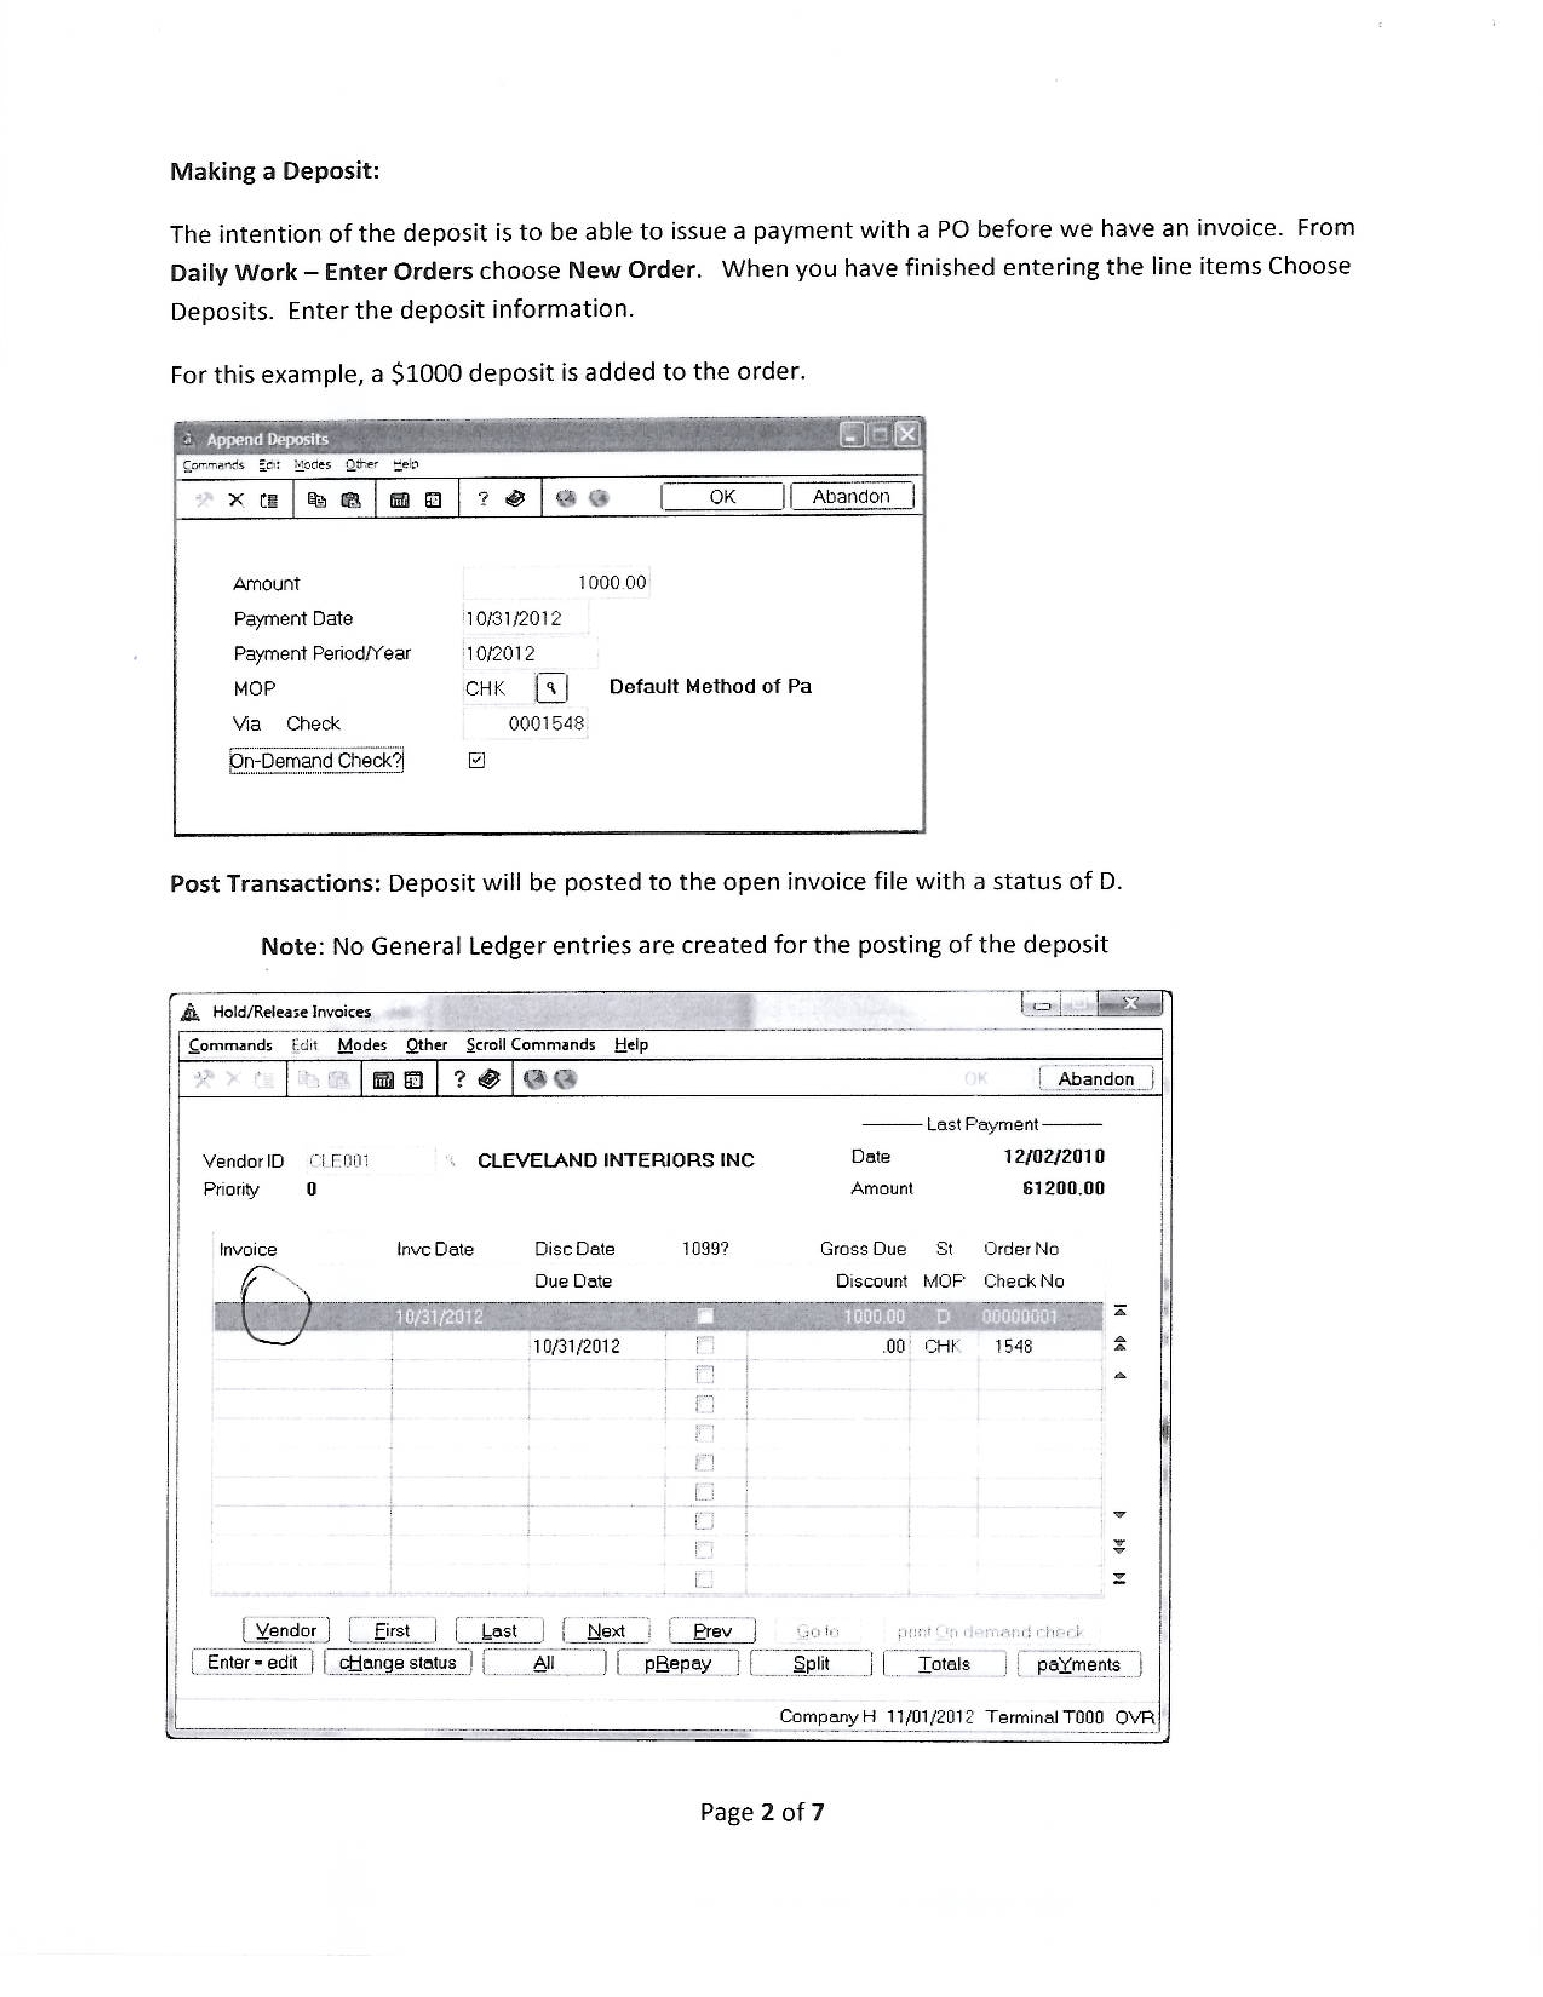 Making a Deposit:
The intention of the deposit is to be able to issue a payment with a PO before we have an invoice. From
Daily Work – Enter Orders choose New Order. When you have finished entering the line items Choose
Deposits. Enter the deposit information.
For this example, a $1000 deposit is added to the order.
Append Deposits
Commands Edit Modes Other Help
? OK Abandon
Amount 1000.00
Payment Date 10/31/2012
Payment Period/Year 10/2012
MOP CHK Default Method of Pa
Via Check 0001548
On-Demand Check?
Post Transactions: Deposit will be posted to the open invoice file with a status of D.
Note: No General Ledger entries are created for the posting of the deposit
Hold/Release Invoices
Commands Edit Modes Other Scroll Commands Help
? OK Abandon
Last Payment
Vendor ID CLE001 CLEVELAND INTERIORS INC Date 12/02/2010
Priority 0 Amount 61200.00
Invoice Invc Date Disc Date 1099? Gross Due St Order No
Due Date Discount MOP Check No
10/31/2012 1000.00 D 00000001
10/31/2012 .00 CHK 1548
Vendor First Last Next Prev Go to print On demand check
Enter = edit cHange status All pRepay Split Totals paYments
Company H 11/01/2012 Terminal T000 OVR
Page 2 of 7